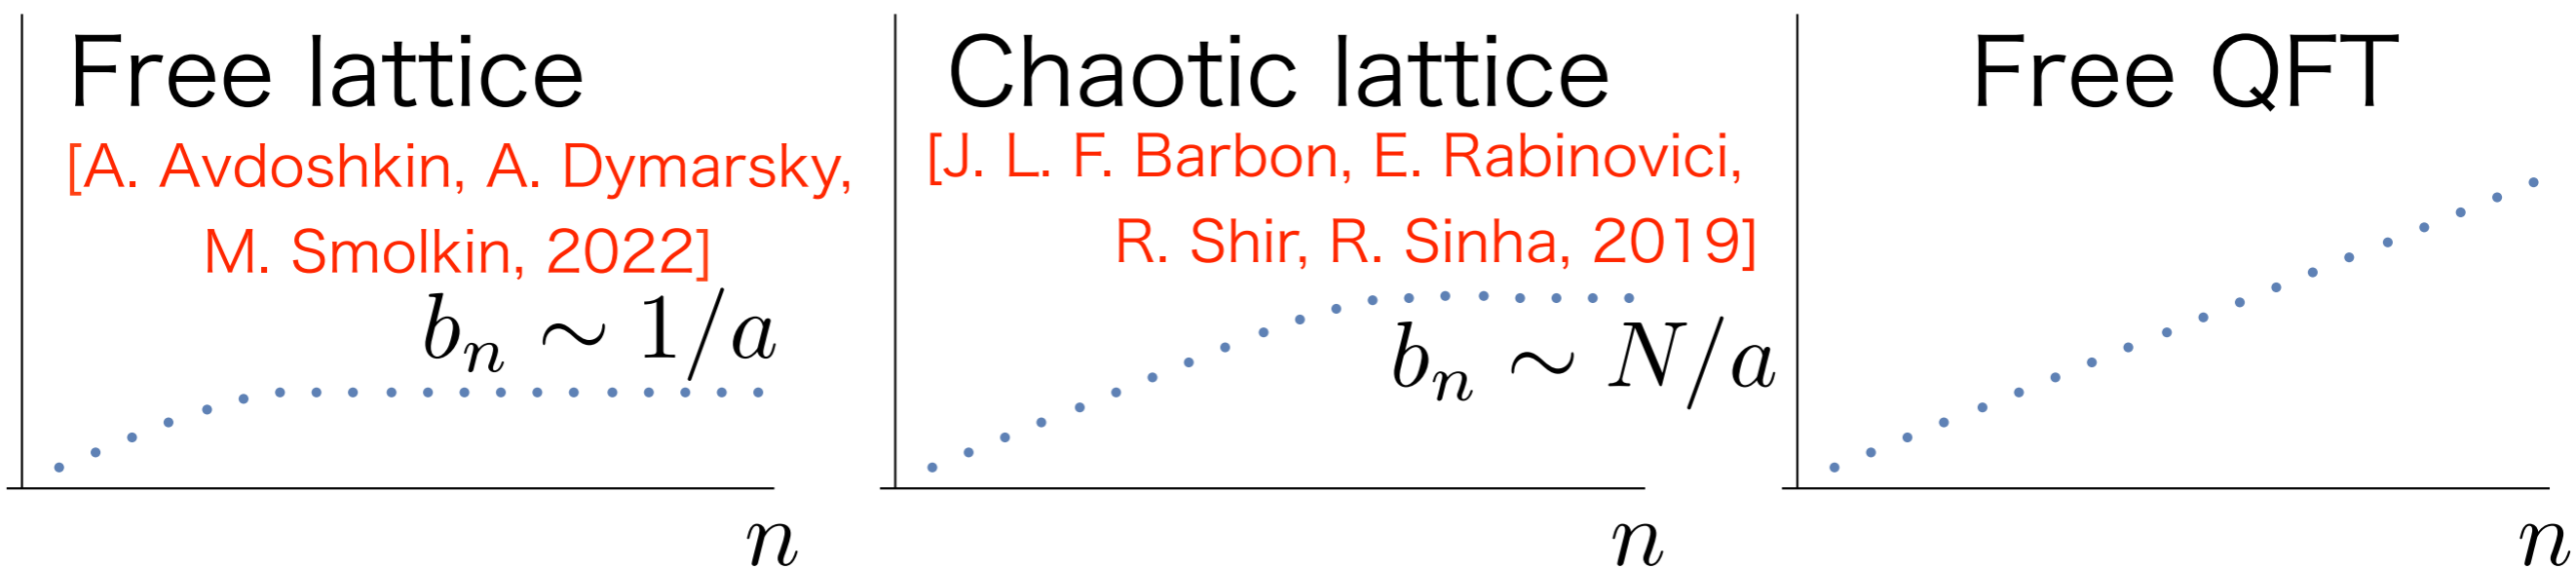 Free lattice
[A. Avdoshkin, A. Dymarsky,
M. Smolkin, 2022]
b_n ∼ 1/a
n
Chaotic lattice
[J. L. F. Barbon, E. Rabinovici,
R. Shir, R. Sinha, 2019]
b_n ∼ N/a
n
Free QFT
n